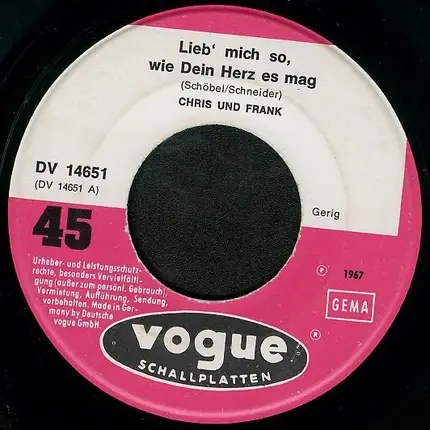 Lieb' mich so,
wie Dein Herz es mag
(Schöbel/Schneider)
CHRIS UND FRANK
DV 14651
(DV 14651 A)
Gerig
45
Urheber- und Leistungsschutz-
rechte, besonders Vervielfälti-
gung (außer zum persönl. Gebrauch),
Vermietung, Aufführung, Sendung,
vorbehalten. Made in Ger-
many by Deutsche
vogue GmbH.
P 1967
GEMA
vogue
SCHALLPLATTEN
®